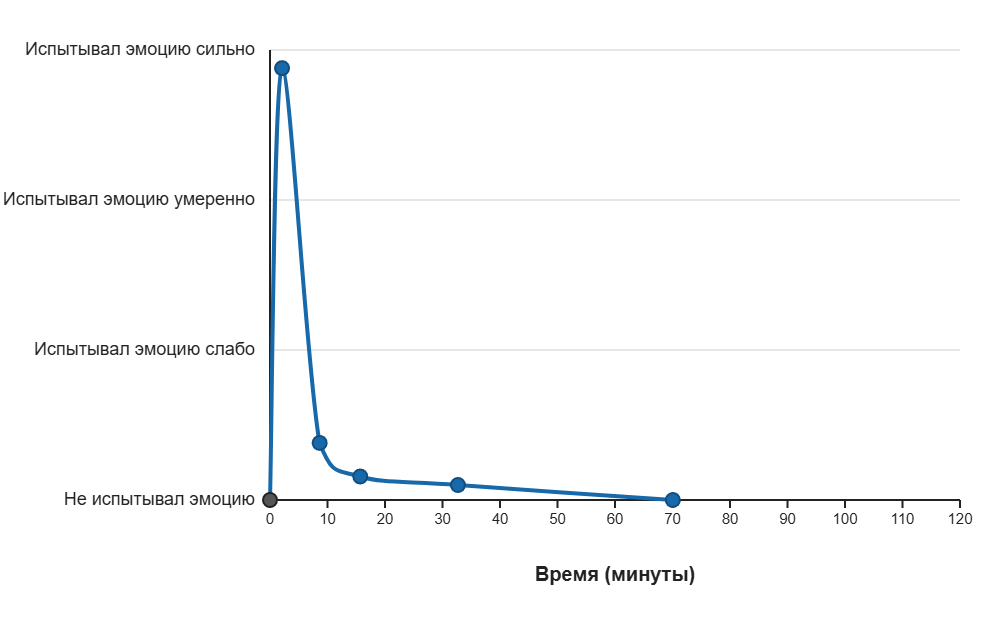 Испытывал эмоцию сильно
Испытывал эмоцию умеренно
Испытывал эмоцию слабо
Не испытывал эмоцию
0 10 20 30 40 50 60 70 80 90 100 110 120
Время (минуты)